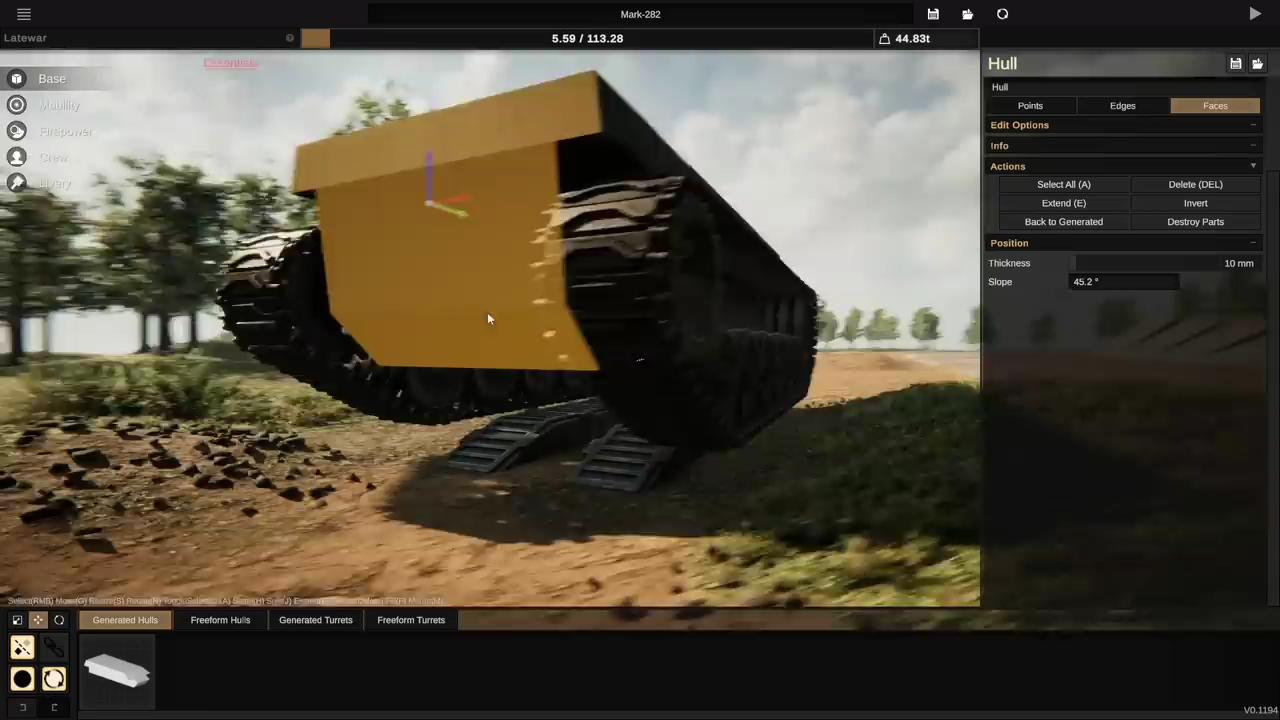 Mark-282
Latewar
5.59 / 113.28
44.83t
Essentials
Base
Mobility
Firepower
Crew
Livery
Hull
Hull
Points
Edges
Faces
Edit Options
Info
Actions
Select All (A)
Delete (DEL)
Extend (E)
Invert
Back to Generated
Destroy Parts
Position
Thickness
10 mm
Slope
45.2 °
Generated Hulls
Freeform Hulls
Generated Turrets
Freeform Turrets
V0.1194